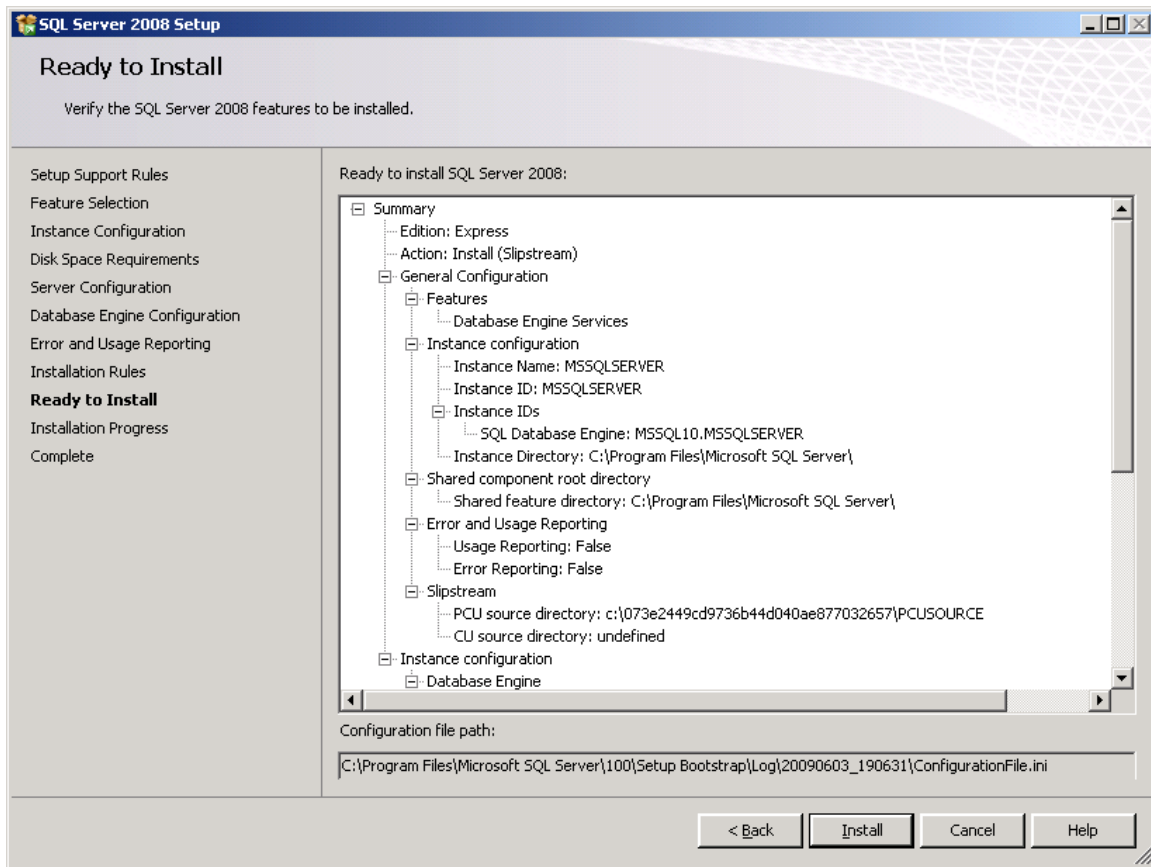 SQL Server 2008 Setup
Ready to Install
Verify the SQL Server 2008 features to be installed.
Setup Support Rules
Feature Selection
Instance Configuration
Disk Space Requirements
Server Configuration
Database Engine Configuration
Error and Usage Reporting
Installation Rules
Ready to Install
Installation Progress
Complete
Ready to install SQL Server 2008:
Summary
Edition: Express
Action: Install (Slipstream)
General Configuration
Features
Database Engine Services
Instance configuration
Instance Name: MSSQLSERVER
Instance ID: MSSQLSERVER
Instance IDs
SQL Database Engine: MSSQL10.MSSQLSERVER
Instance Directory: C:\Program Files\Microsoft SQL Server\
Shared component root directory
Shared feature directory: C:\Program Files\Microsoft SQL Server\
Error and Usage Reporting
Usage Reporting: False
Error Reporting: False
Slipstream
PCU source directory: c:\073e2449cd9736b44d040ae877032657\PCUSOURCE
CU source directory: undefined
Instance configuration
Database Engine
Configuration file path:
C:\Program Files\Microsoft SQL Server\100\Setup Bootstrap\Log\20090603_190631\ConfigurationFile.ini
< Back
Install
Cancel
Help